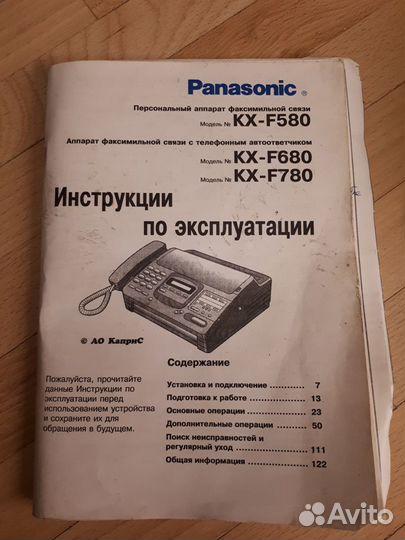 Panasonic®
Персональный аппарат факсимильной связи
Модель № KX-F580
Аппарат факсимильной связи с телефонным автоответчиком
Модель № KX-F680
Модель № KX-F780
Инструкции
по эксплуатации
© АО КаприС
Содержание
Установка и подключение ............ 7
Подготовка к работе ............ 13
Основные операции ............ 23
Дополнительные операции ....... 50
Поиск неисправностей и
регулярный уход ............ 111
Общая информация ............ 122
Пожалуйста, прочитайте
данные Инструкции по
эксплуатации перед
использованием устройства
и сохраните их для
обращения в будущем.
Avito